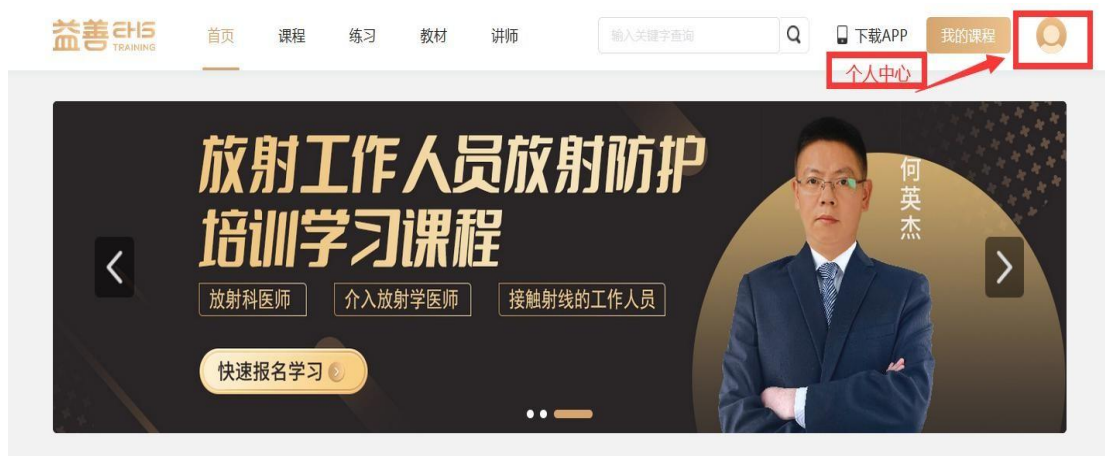 益善 EHS
TRAINING
首页 课程 练习 教材 讲师 输入关键字查询 下载APP 我的课程
个人中心
放射工作人员放射防护
培训学习课程
何英杰
放射科医师 介入放射学医师 接触射线的工作人员
快速报名学习